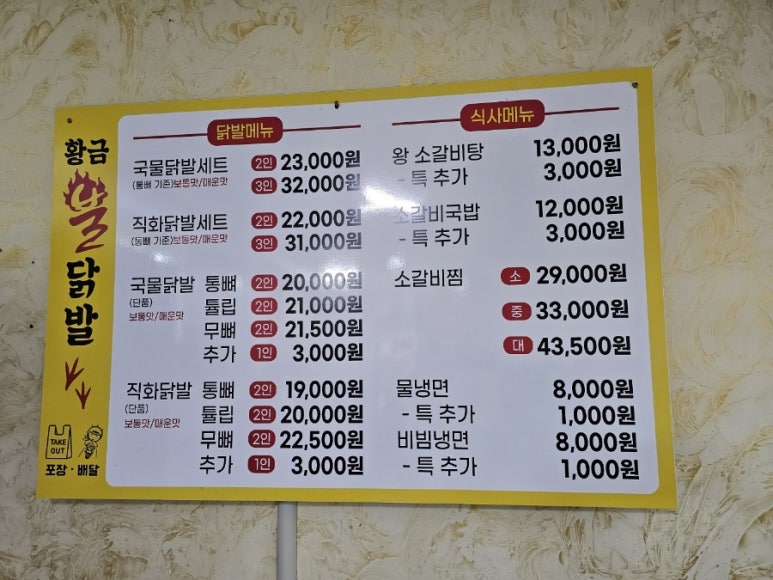 황금
불
닭
발
TAKE
OUT
포장 · 배달
닭발메뉴
국물닭발세트 2인 23,000원
(통뼈 기준)보통맛/매운맛 3인 32,000원
직화닭발세트 2인 22,000원
(통뼈 기준)보통맛/매운맛 3인 31,000원
국물닭발 통뼈 2인 20,000원
(단품) 튤립 2인 21,000원
보통맛/매운맛 무뼈 2인 21,500원
추가 1인 3,000원
직화닭발 통뼈 2인 19,000원
(단품) 튤립 2인 20,000원
보통맛/매운맛 무뼈 2인 22,500원
추가 1인 3,000원
식사메뉴
왕 소갈비탕 13,000원
- 특 추가 3,000원
소갈비국밥 12,000원
- 특 추가 3,000원
소갈비찜 소 29,000원
중 33,000원
대 43,500원
물냉면 8,000원
- 특 추가 1,000원
비빔냉면 8,000원
- 특 추가 1,000원